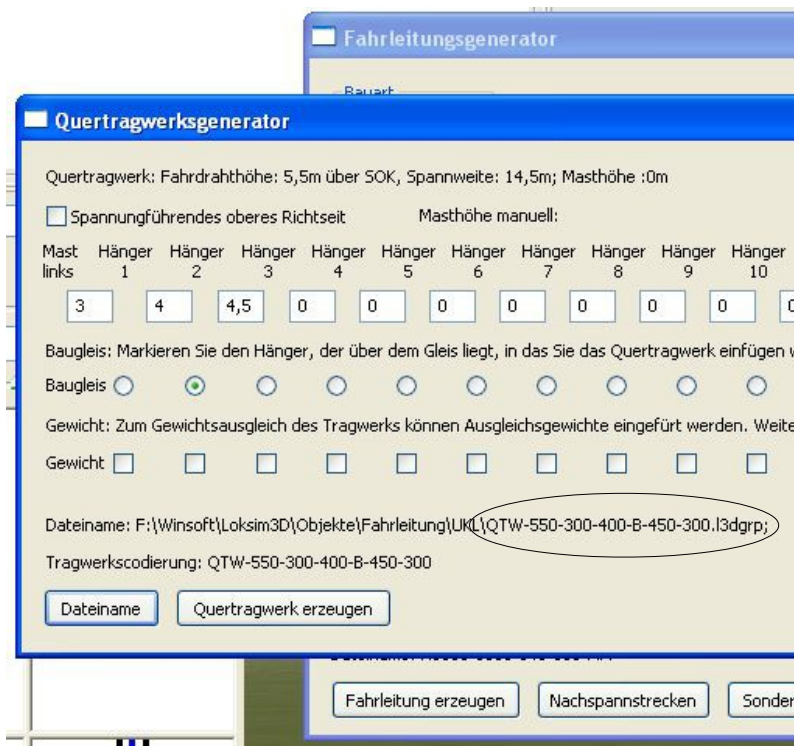 Fahrleitungsgenerator
Bauart
Quertragwerksgenerator
Quertragwerk: Fahrdrahthöhe: 5,5m über SOK, Spannweite: 14,5m; Masthöhe :0m
Spannungführendes oberes Richtseit Masthöhe manuell:
Mast Hänger Hänger Hänger Hänger Hänger Hänger Hänger Hänger Hänger Hänger
links 1 2 3 4 5 6 7 8 9 10
3 4 4,5 0 0 0 0 0 0 0 0
Baugleis: Markieren Sie den Hänger, der über dem Gleis liegt, in das Sie das Quertragwerk einfügen
Baugleis
Gewicht: Zum Gewichtsausgleich des Tragwerks können Ausgleichsgewichte eingefürt werden. Weite
Gewicht
Dateiname: F:\Winsoft\Loksim3D\Objekte\Fahrleitung\UKL\QTW-550-300-400-B-450-300.l3dgrp;
Tragwerkscodierung: QTW-550-300-400-B-450-300
Dateiname Quertragwerk erzeugen
Fahrleitung erzeugen Nachspannstrecken Sonder